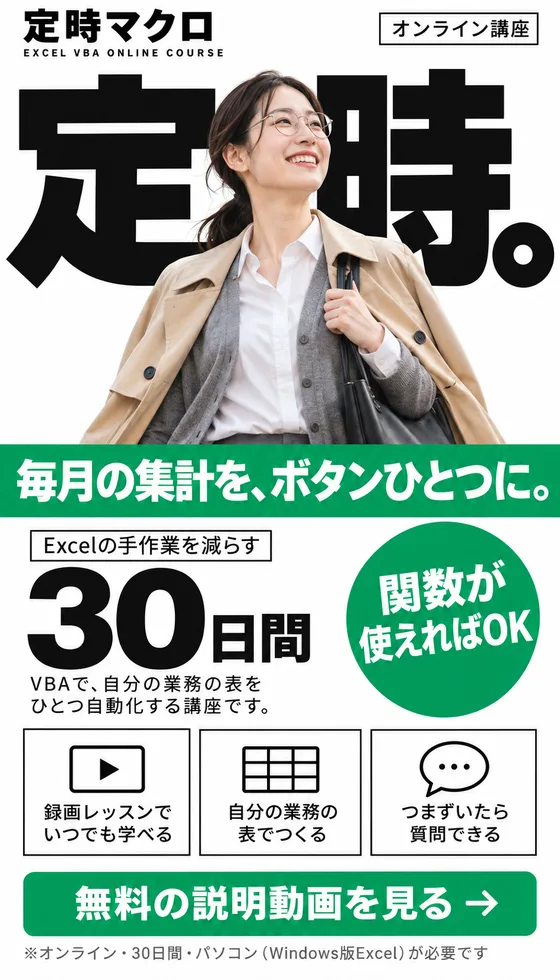 定時マクロ
オンライン講座
EXCEL VBA ONLINE COURSE
定時。
毎月の集計を、ボタンひとつに。
Excelの手作業を減らす
30日間
VBAで、自分の業務の表を
ひとつ自動化する講座です。
関数が
使えればOK
録画レッスンで
いつでも学べる
自分の業務の
表でつくる
つまずいたら
質問できる
無料の説明動画を見る →
※オンライン・30日間・パソコン（Windows版Excel）が必要です